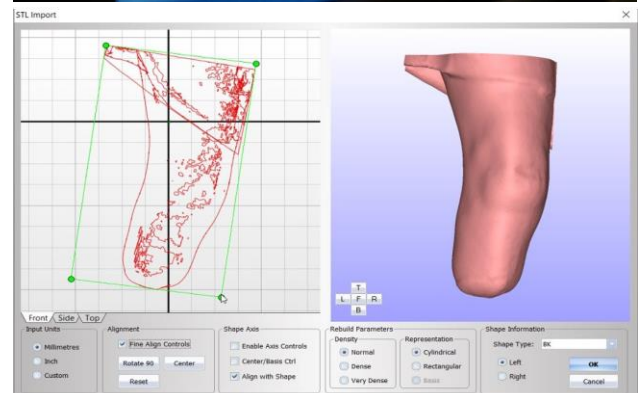 STL Import
T
L F R
B
Front Side Top
Input Units
Millimetres
Inch
Custom
Alignment
Fine Align Controls
Rotate 90 Center
Reset
Shape Axis
Enable Axis Controls
Center/Basis Ctrl
Align with Shape
Rebuild Parameters
Density
Normal
Dense
Very Dense
Representation
Cylindrical
Rectangular
Basis
Shape Information
Shape Type: BK
Left
Right
OK
Cancel